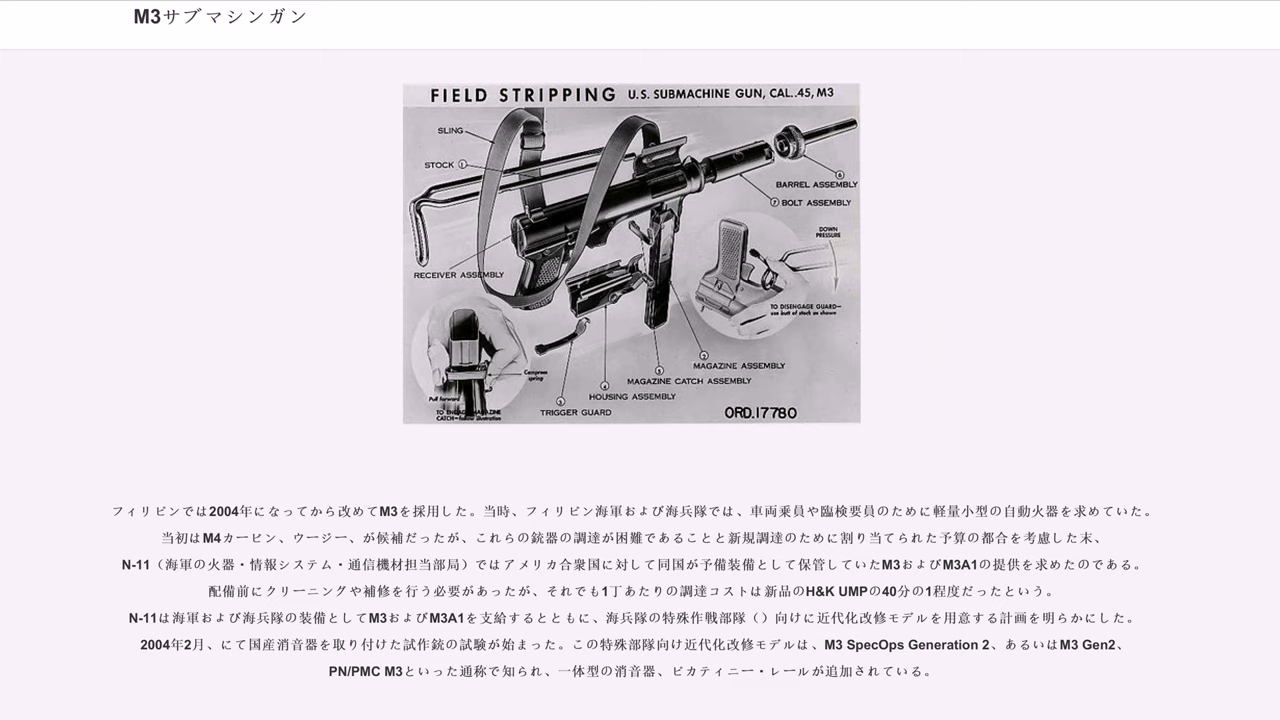 M3サブマシンガン
FIELD STRIPPING U.S. SUBMACHINE GUN, CAL..45, M3
SLING
STOCK 1
6
BARREL ASSEMBLY
7 BOLT ASSEMBLY
DOWN
PRESSURE
RECEIVER ASSEMBLY
TO DISENGAGE GUARD—
use butt of stock as shown
2
MAGAZINE ASSEMBLY
Compress
spring
5
MAGAZINE CATCH ASSEMBLY
4
HOUSING ASSEMBLY
Pull forward
3
TRIGGER GUARD
TO ENGAGE MAGAZINE
CATCH—follow illustration
ORD.17780
フィリピンでは2004年になってから改めてM3を採用した。当時、フィリピン海軍および海兵隊では、車両乗員や臨検要員のために軽量小型の自動火器を求めていた。
当初はM4カービン、ウージー、が候補だったが、これらの銃器の調達が困難であることと新規調達のために割り当てられた予算の都合を考慮した末、
N-11（海軍の火器・情報システム・通信機材担当部局）ではアメリカ合衆国に対して同国が予備装備として保管していたM3およびM3A1の提供を求めたのである。
配備前にクリーニングや補修を行う必要があったが、それでも1丁あたりの調達コストは新品のH&K UMPの40分の1程度だったという。
N-11は海軍および海兵隊の装備としてM3およびM3A1を支給するとともに、海兵隊の特殊作戦部隊（）向けに近代化改修モデルを用意する計画を明らかにした。
2004年2月、にて国産消音器を取り付けた試作銃の試験が始まった。この特殊部隊向け近代化改修モデルは、M3 SpecOps Generation 2、あるいはM3 Gen2、
PN/PMC M3といった通称で知られ、一体型の消音器、ピカティニー・レールが追加されている。